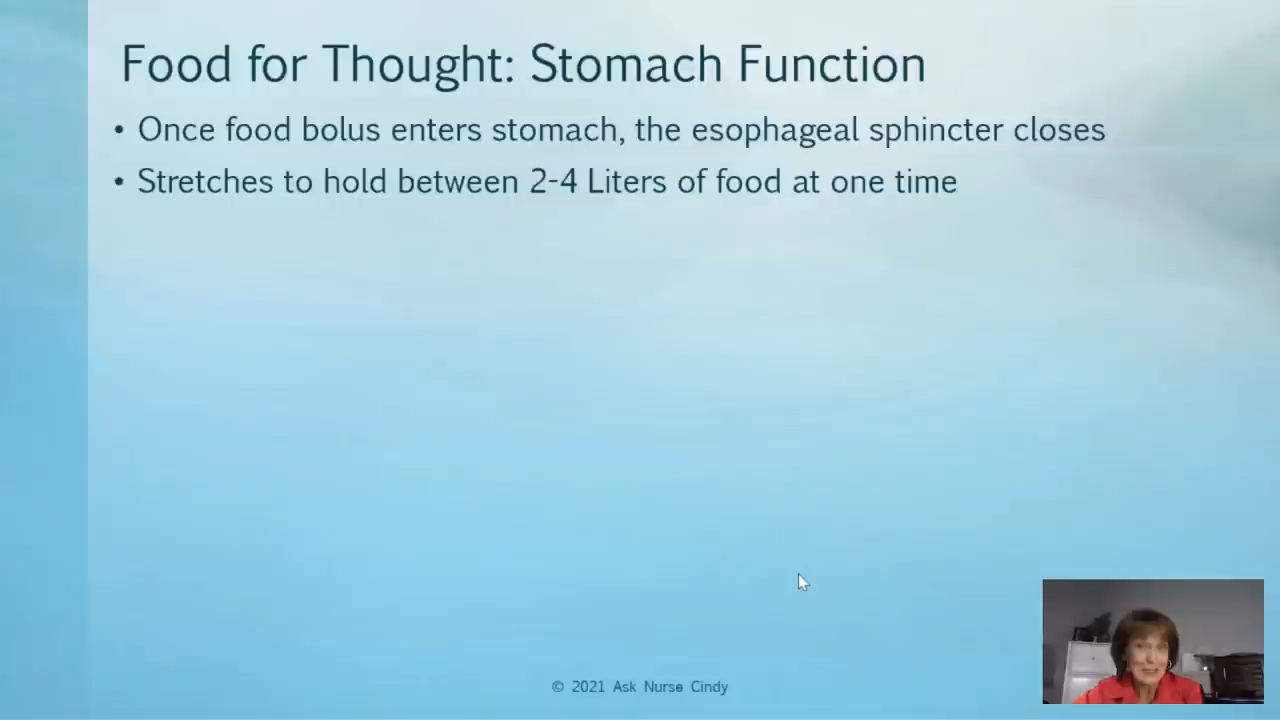 Food for Thought: Stomach Function
• Once food bolus enters stomach, the esophageal sphincter closes
• Stretches to hold between 2-4 Liters of food at one time
© 2021 Ask Nurse Cindy